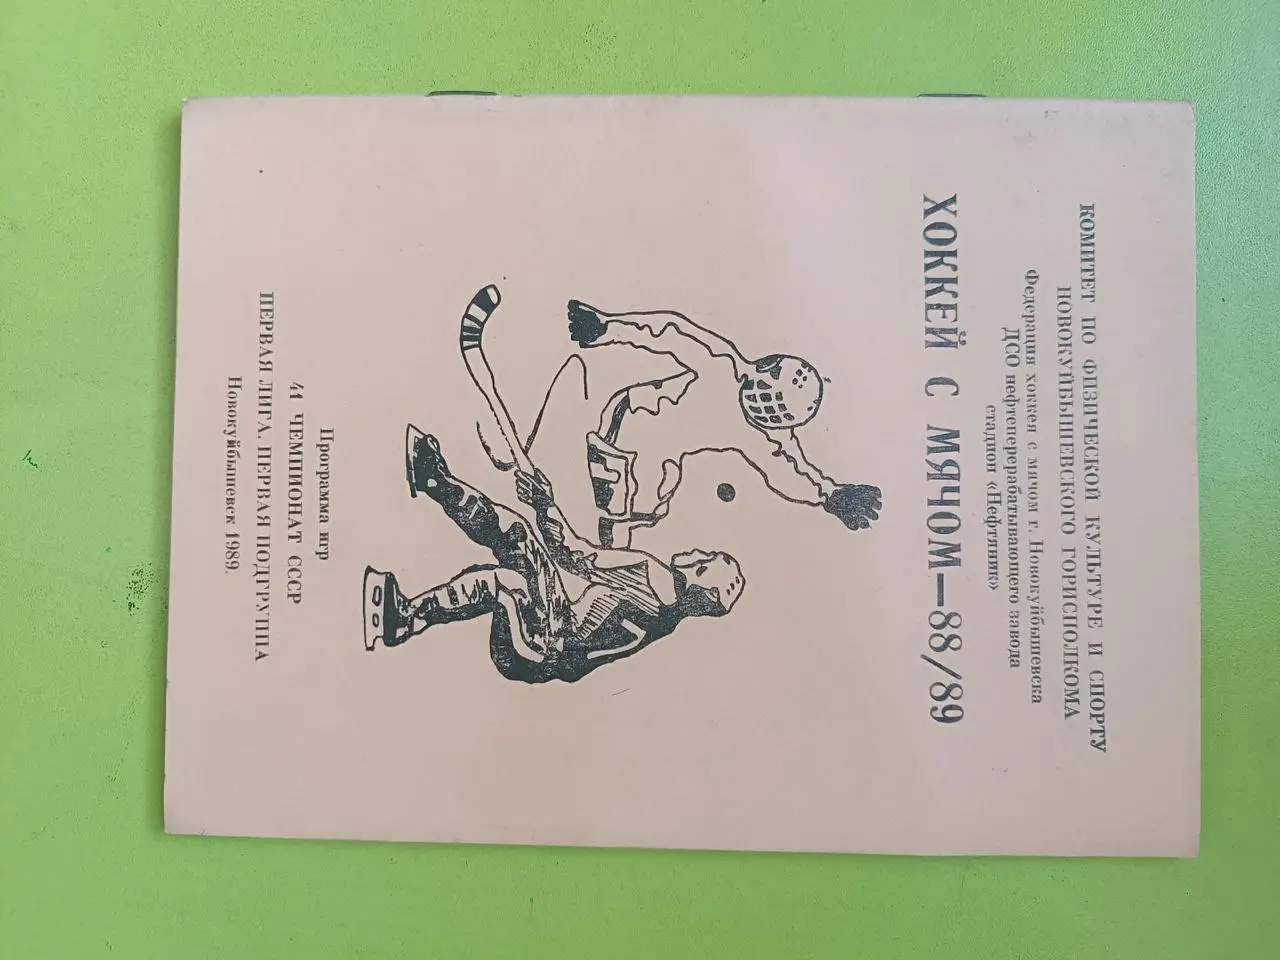 КОМИТЕТ ПО ФИЗИЧЕСКОЙ КУЛЬТУРЕ И СПОРТУ
НОВОКУЙБЫШЕВСКОГО ГОРИСПОЛКОМА
Федерация хоккея с мячом г. Новокуйбышевска
ДСО нефтеперерабатывающего завода
стадион «Нефтяник»
ХОККЕЙ С МЯЧОМ—88/89
Программа игр
41 ЧЕМПИОНАТ СССР
ПЕРВАЯ ЛИГА. ПЕРВАЯ ПОДГРУППА
Новокуйбышевск 1989.